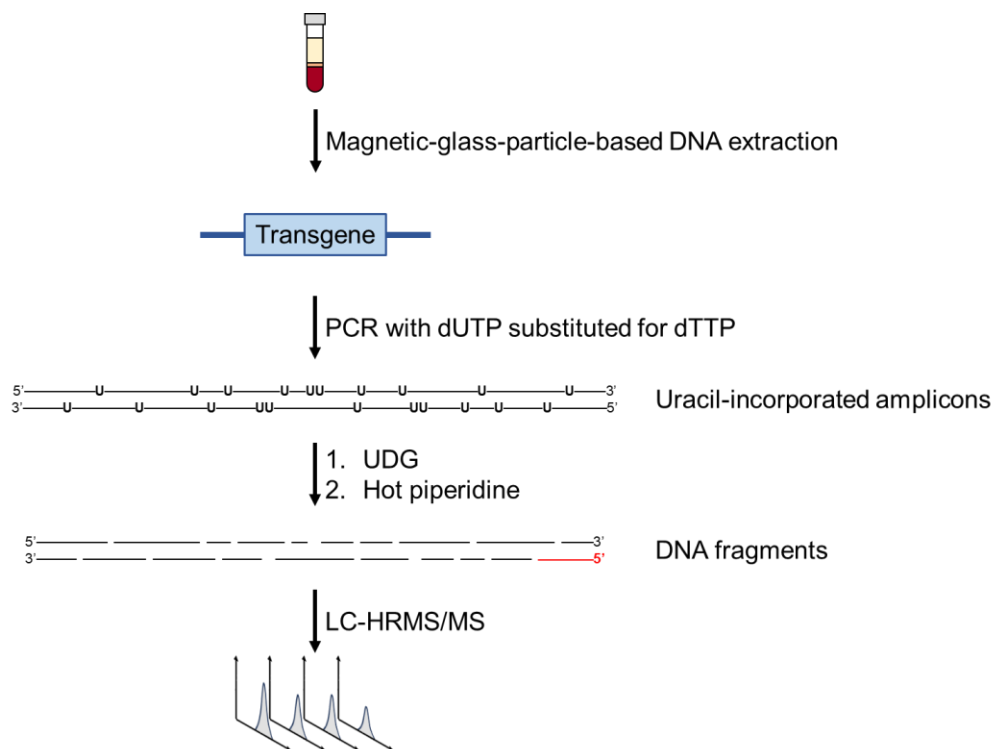 Magnetic-glass-particle-based DNA extraction
Transgene
PCR with dUTP substituted for dTTP
5' U U U U UU U U U U 3'
3' U U U UU U UU U U U 5'
Uracil-incorporated amplicons
1. UDG
2. Hot piperidine
5' 3'
3' 5'
DNA fragments
LC-HRMS/MS